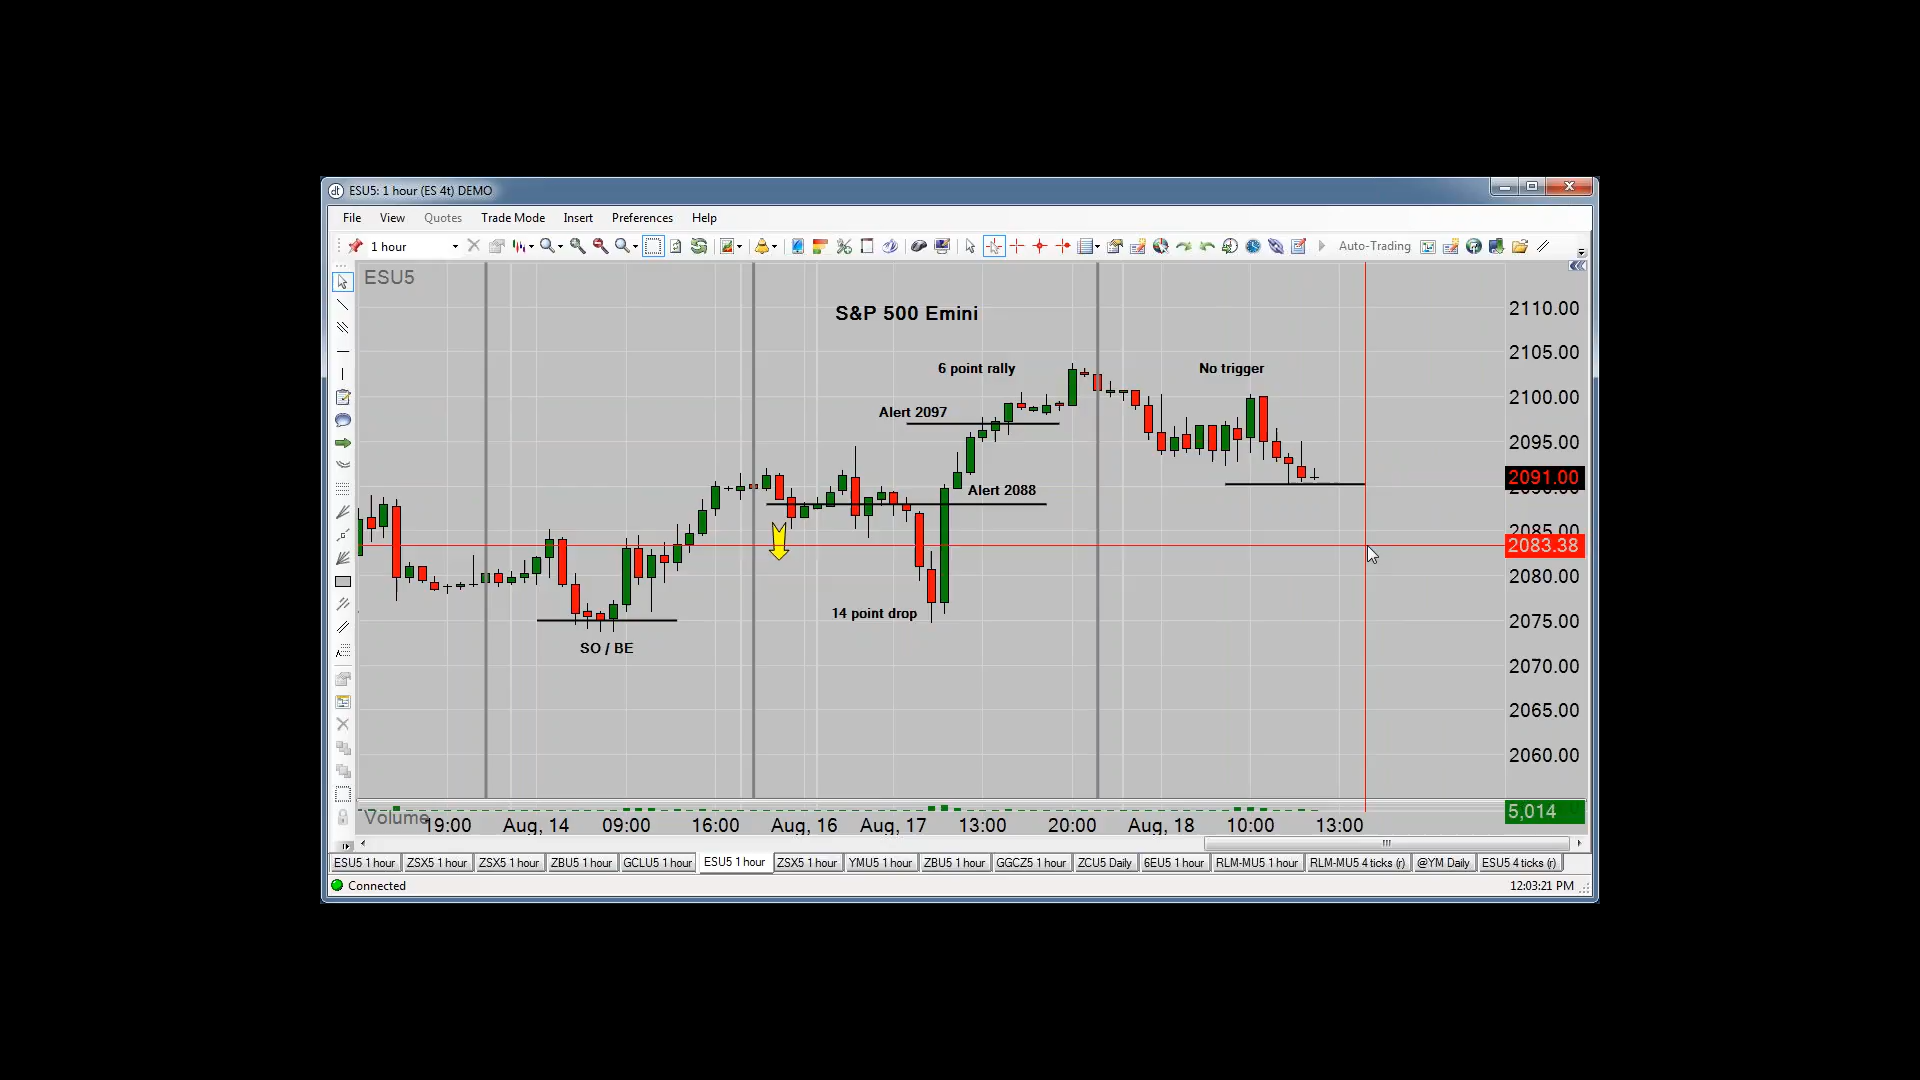 ESU5: 1 hour (ES 4t) DEMO
File View Quotes Trade Mode Insert Preferences Help
1 hour
Auto-Trading
ESU5
S&P 500 Emini
2110.00
2105.00
6 point rally
No trigger
2100.00
Alert 2097
2095.00
2091.00
Alert 2088
2090.00
2085.00
2083.38
2080.00
14 point drop
2075.00
SO / BE
2070.00
2065.00
2060.00
5,014
Volume
19:00 Aug, 14 09:00 16:00 Aug, 16 Aug, 17 13:00 20:00 Aug, 18 10:00 13:00
ESU5 1 hour ZSX5 1 hour ZSX5 1 hour ZBU5 1 hour GCLU5 1 hour ESU5 1 hour ZSX5 1 hour YMU5 1 hour ZBU5 1 hour GGCZ5 1 hour ZCU5 Daily 6EU5 1 hour RLM-MU5 1 hour RLM-MU5 4 ticks (r) @YM Daily ESU5 4 ticks (r)
Connected
12:03:21 PM